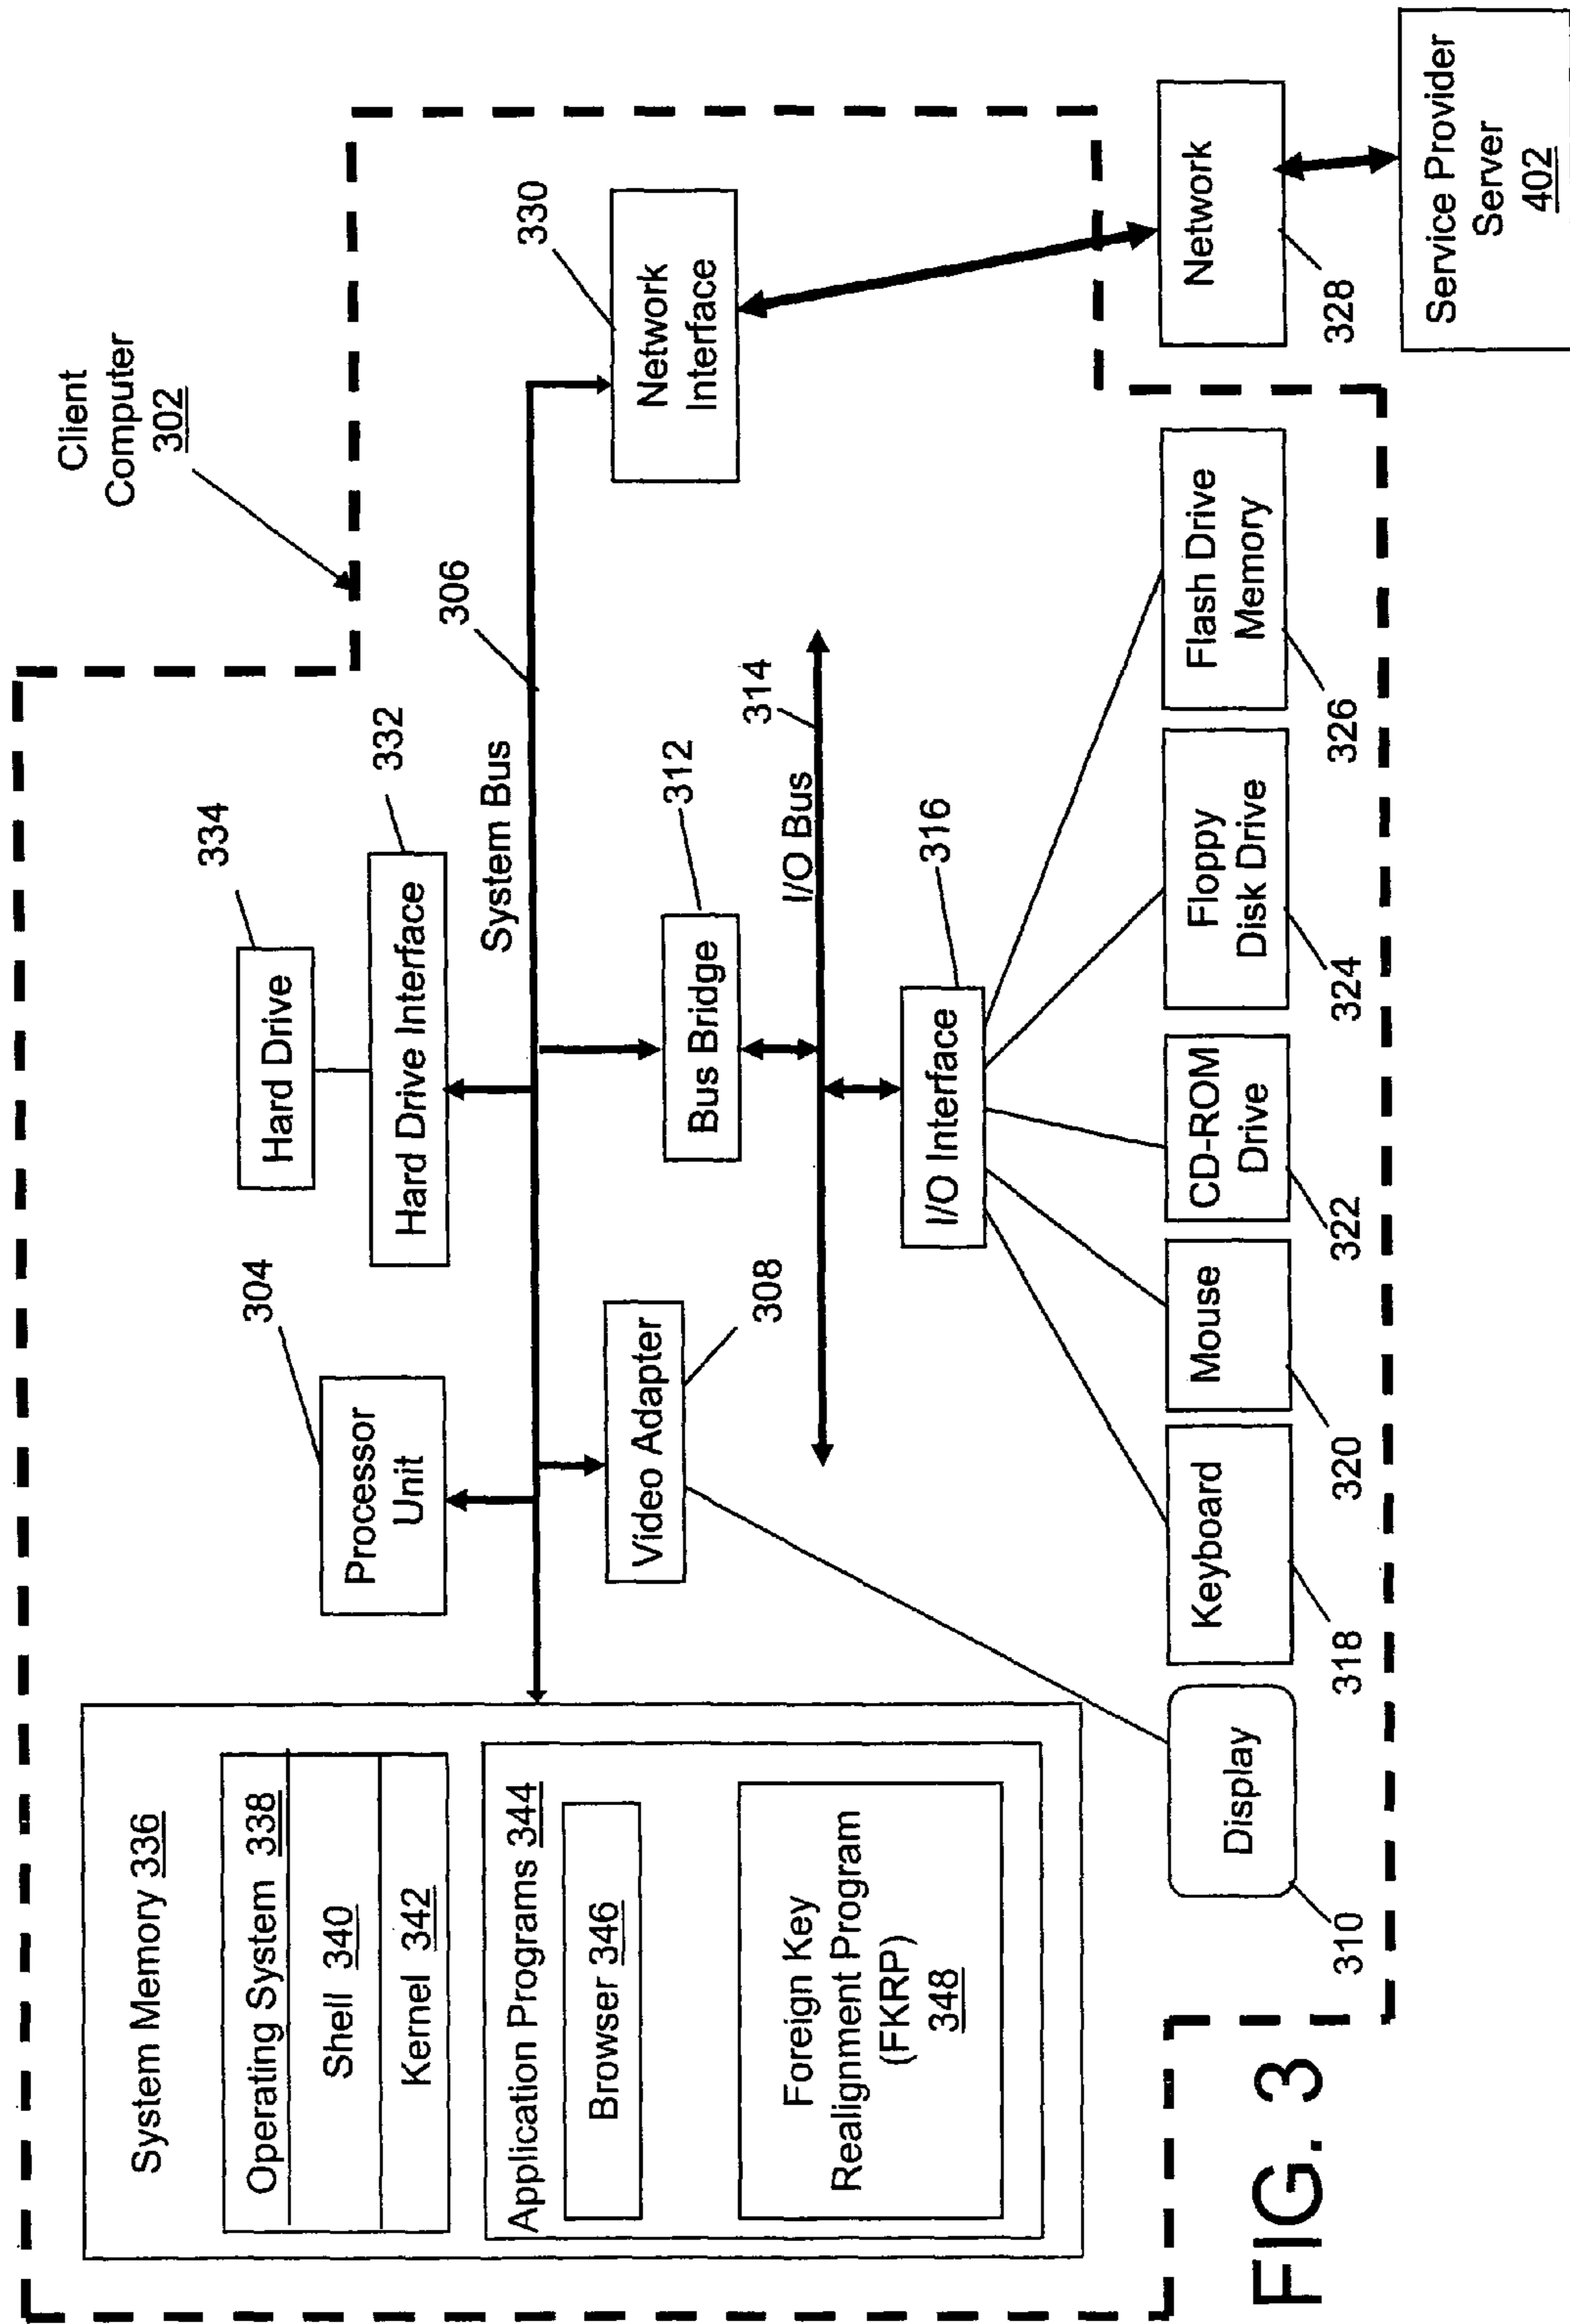 Client
Computer
302
System Memory 336
Operating System 338
Shell 340
Kernel 342
Application Programs 344
Browser 346
Foreign Key
Realignment Program
(FKRP)
348
304
Processor
Unit
334
Hard Drive
332
Hard Drive Interface
System Bus
306
330
Network
Interface
Video Adapter
308
312
Bus Bridge
314
I/O Bus
316
I/O Interface
Display
310
Keyboard
318
Mouse
320
CD-ROM
Drive
322
Floppy
Disk Drive
324
Flash Drive
Memory
326
Network
328
Service Provider
Server
402
FIG. 3